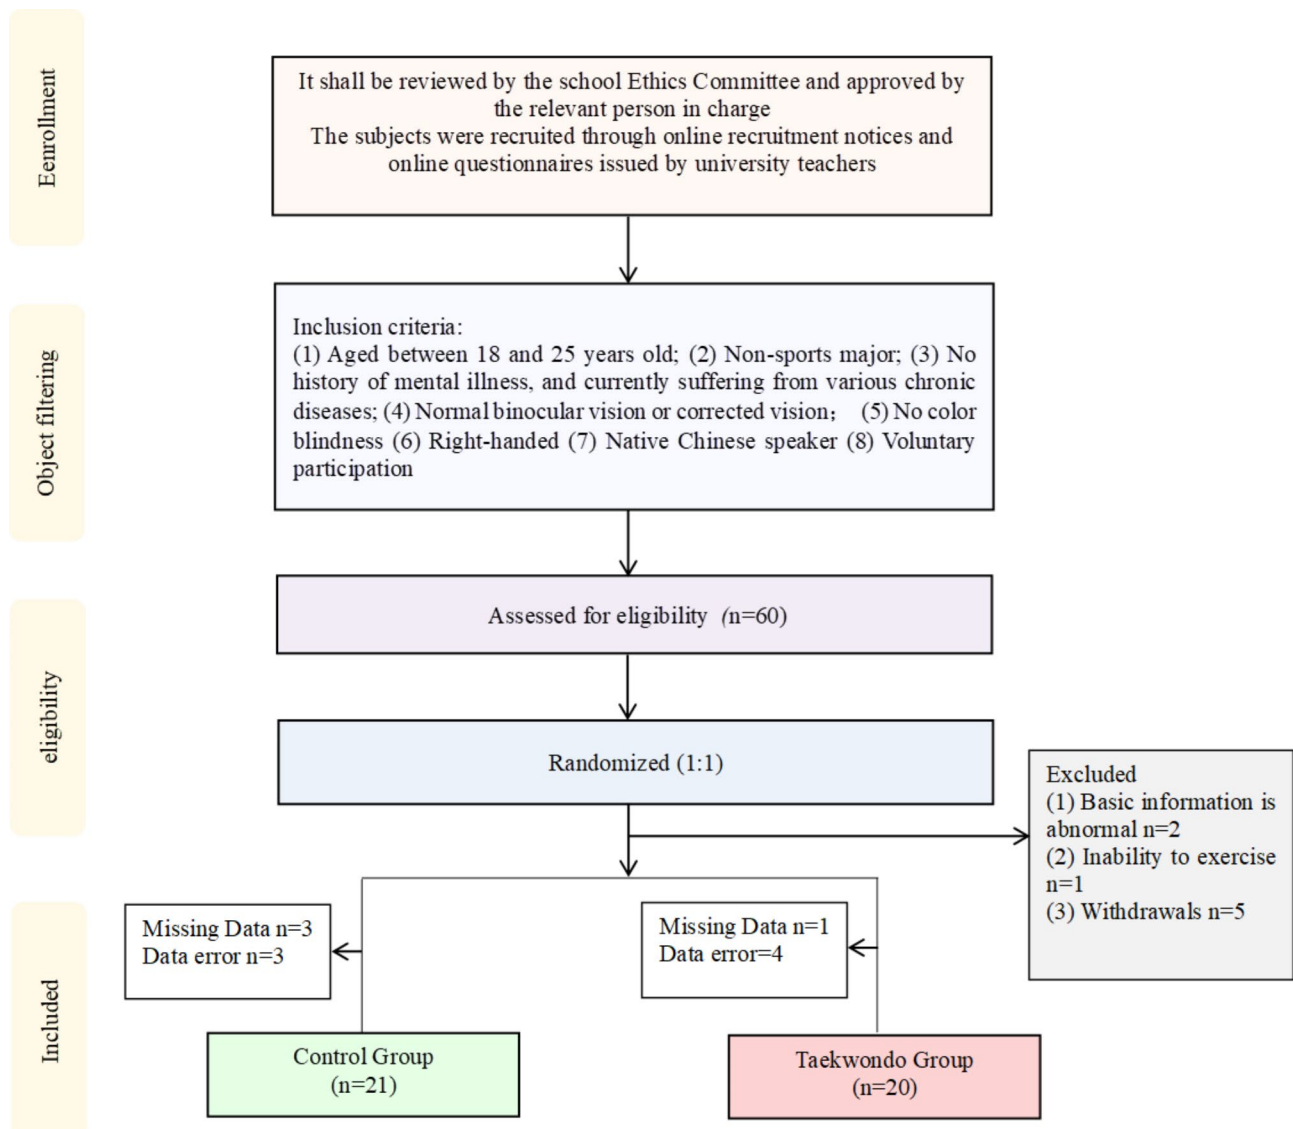 Eenrollment
It shall be reviewed by the school Ethics Committee and approved by
the relevant person in charge
The subjects were recruited through online recruitment notices and
online questionnaires issued by university teachers
Object filtering
Inclusion criteria:
(1) Aged between 18 and 25 years old; (2) Non-sports major; (3) No
history of mental illness, and currently suffering from various chronic
diseases; (4) Normal binocular vision or corrected vision； (5) No color
blindness (6) Right-handed (7) Native Chinese speaker (8) Voluntary
participation
eligibility
Assessed for eligibility (n=60)
Randomized (1:1)
Excluded
(1) Basic information is
abnormal n=2
(2) Inability to exercise
n=1
(3) Withdrawals n=5
Included
Missing Data n=3
Data error n=3
Missing Data n=1
Data error=4
Control Group
(n=21)
Taekwondo Group
(n=20)